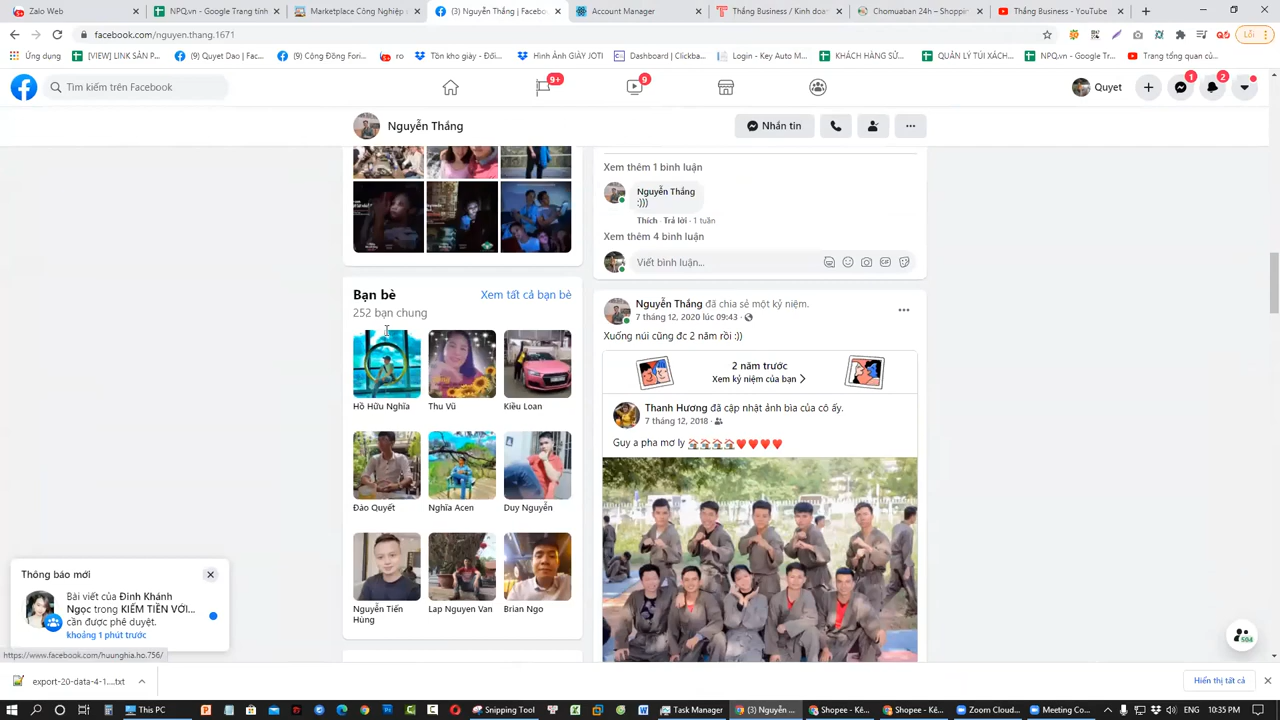 Zalo Web
NPQ.vn - Google Trang tính
Marketplace Công Nghiệp
(3) Nguyễn Thắng | Facebook
Account Manager
Thắng Business / Kinh doan
Chomuaban 24h – Shoppin
Thắng Business - YouTube
facebook.com/nguyen.thang.1671
Lỗi
Ứng dụng
[VIEW] LINK SẢN P...
(9) Quyet Dao | Fac...
(9) Cộng Đồng Fori...
ro
Tồn kho giày - Đối...
Hình Ảnh GIÀY JOTI
Dashboard | Clickba...
Login - Key Auto M...
KHÁCH HÀNG SỬ...
QUẢN LÝ TÚI XÁCH...
NPQ.vn - Google Tr...
Trang tổng quan củ...
Tìm kiếm trên Facebook
9+
9
Quyet
1
2
Nguyễn Thắng
Nhắn tin
Xem thêm 1 bình luận
Nguyễn Thắng
:)))
Thích · Trả lời · 1 tuần
Xem thêm 4 bình luận
Viết bình luận...
GIF
Bạn bè
Xem tất cả bạn bè
252 bạn chung
Hồ Hữu Nghĩa
Thu Vũ
Kiều Loan
Đào Quyết
Nghĩa Acen
Duy Nguyễn
Nguyễn Tiến Hùng
Lap Nguyen Van
Brian Ngo
Nguyễn Thắng đã chia sẻ một kỷ niệm.
7 tháng 12, 2020 lúc 09:43
Xuống núi cũng đc 2 năm rồi :))
2 năm trước
Xem kỷ niệm của bạn
Thanh Hương đã cập nhật ảnh bìa của cô ấy.
7 tháng 12, 2018
Guy a pha mơ ly 🏠🏠🏠🏠❤️❤️❤️❤️
Thông báo mới
Bài viết của Đinh Khánh
Ngọc trong KIẾM TIỀN VỚI...
cần được phê duyệt.
khoảng 1 phút trước
504
https://www.facebook.com/huunghia.ho.756/
export-20-data-4-1....txt
Hiển thị tất cả
This PC
Snipping Tool
Task Manager
(3) Nguyễn ...
Shopee - Kê...
Shopee - Kê...
Zoom Cloud...
Meeting Co...
ENG
10:35 PM